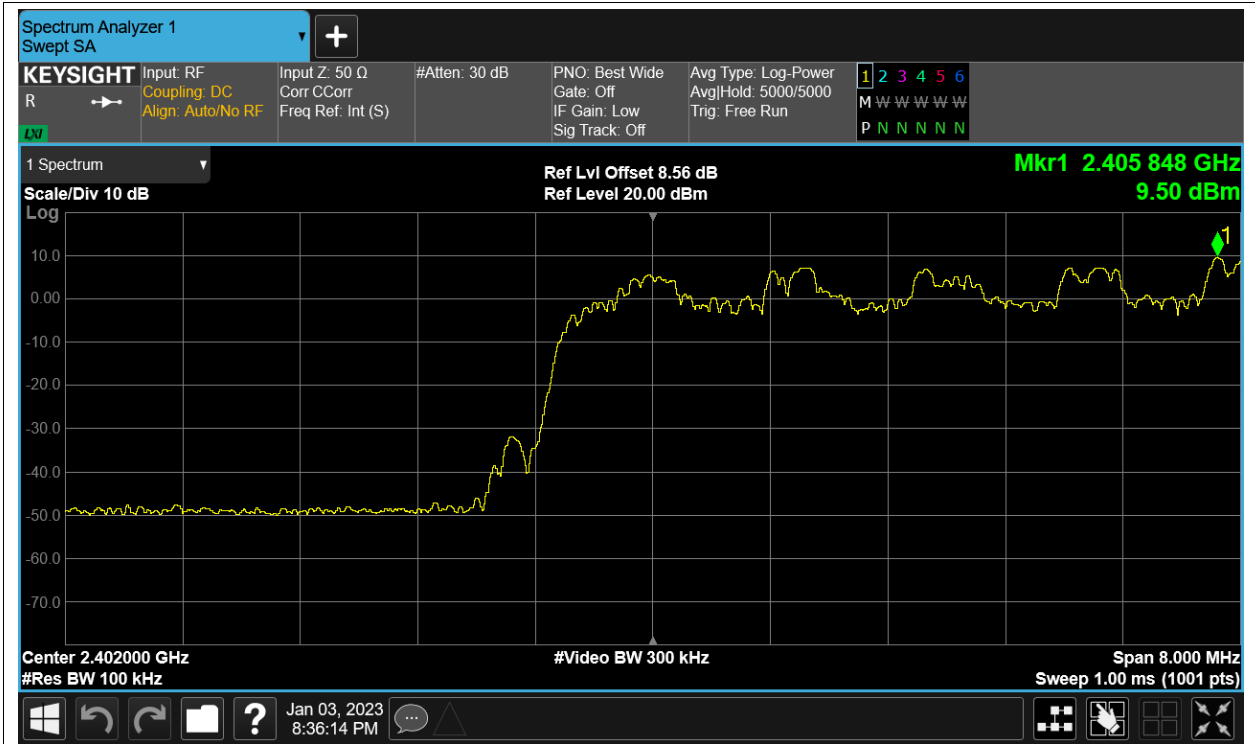 Spectrum Analyzer 1
Swept SA
KEYSIGHT
R
LXI
Input: RF
Coupling: DC
Align: Auto/No RF
Input Z: 50 Ω
Corr CCorr
Freq Ref: Int (S)
#Atten: 30 dB
PNO: Best Wide
Gate: Off
IF Gain: Low
Sig Track: Off
Avg Type: Log-Power
Avg|Hold: 5000/5000
Trig: Free Run
1 2 3 4 5 6
M W W W W W
P N N N N N
1 Spectrum
Scale/Div 10 dB
Log
Ref Lvl Offset 8.56 dB
Ref Level 20.00 dBm
Mkr1 2.405 848 GHz
9.50 dBm
1
10.0
0.00
-10.0
-20.0
-30.0
-40.0
-50.0
-60.0
-70.0
Center 2.402000 GHz
#Res BW 100 kHz
#Video BW 300 kHz
Span 8.000 MHz
Sweep 1.00 ms (1001 pts)
?
Jan 03, 2023
8:36:14 PM